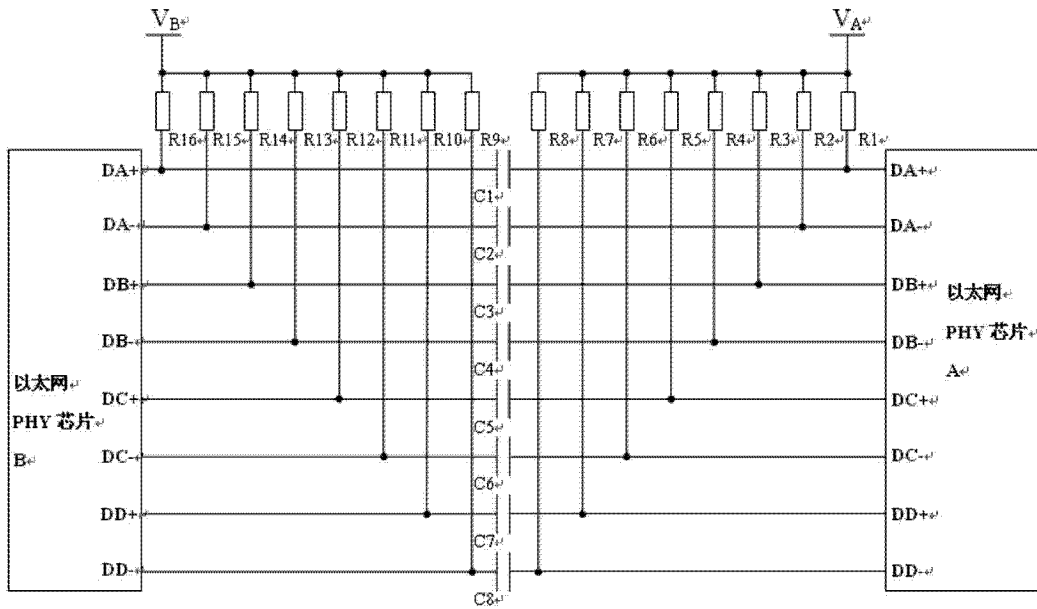 VB VA
R16 R15 R14 R13 R12 R11 R10 R9 R8 R7 R6 R5 R4 R3 R2 R1
DA+ DA+
C1
DA- DA-
C2
DB+ DB+
C3
以太网
PHY 芯片
A
DB- DB-
C4
以太网
PHY 芯片
B
DC+ DC+
C5
DC- DC-
C6
DD+ DD+
C7
DD- DD-
C8